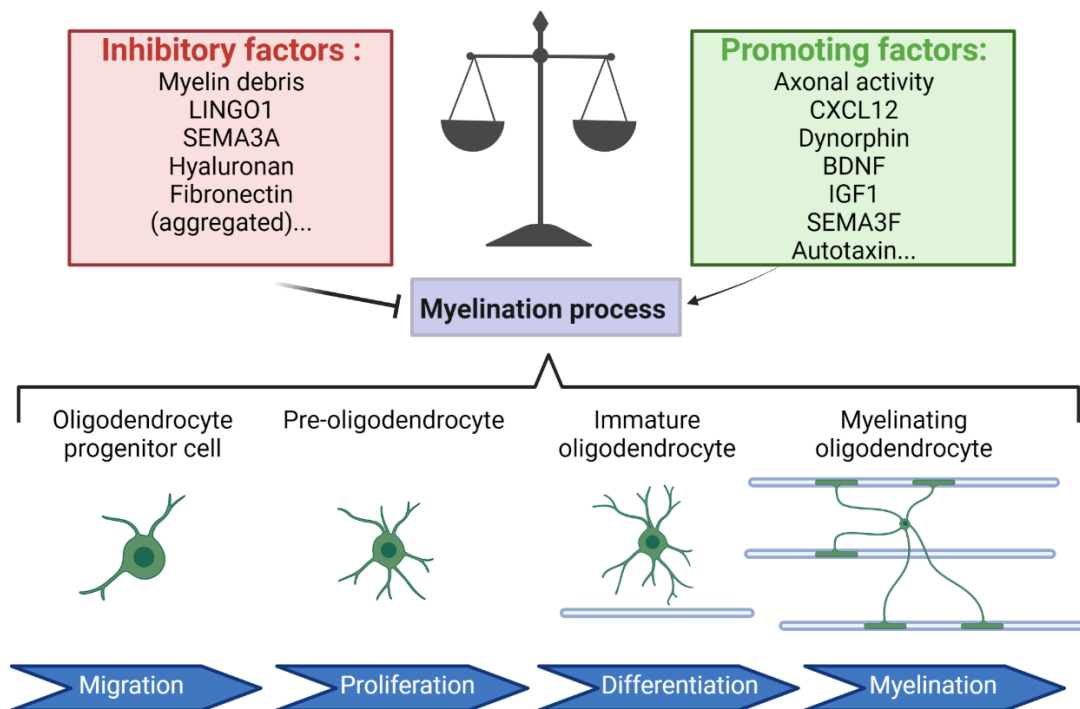 Inhibitory factors :
Myelin debris
LINGO1
SEMA3A
Hyaluronan
Fibronectin
(aggregated)...
Promoting factors:
Axonal activity
CXCL12
Dynorphin
BDNF
IGF1
SEMA3F
Autotaxin...
Myelination process
Oligodendrocyte
progenitor cell
Pre-oligodendrocyte
Immature
oligodendrocyte
Myelinating
oligodendrocyte
Migration
Proliferation
Differentiation
Myelination